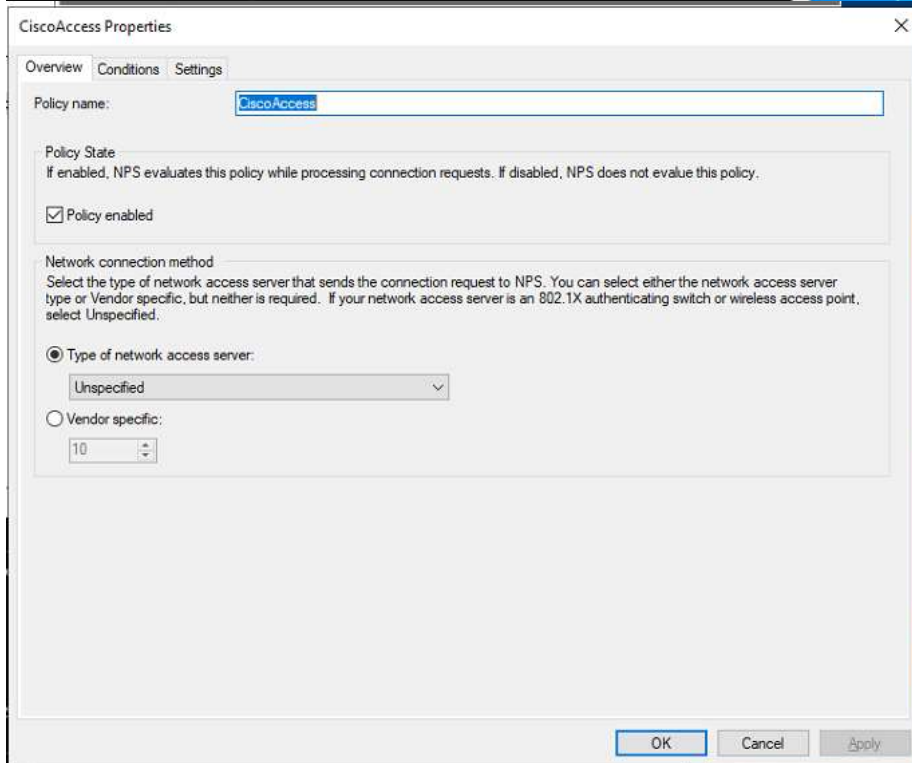 CiscoAccess Properties
Overview Conditions Settings
Policy name: CiscoAccess
Policy State
If enabled, NPS evaluates this policy while processing connection requests. If disabled, NPS does not evaluate this policy.
Policy enabled
Network connection method
Select the type of network access server that sends the connection request to NPS. You can select either the network access server
type or Vendor specific, but neither is required. If your network access server is an 802.1X authenticating switch or wireless access point,
select Unspecified.
Type of network access server:
Unspecified
Vendor specific:
10
OK Cancel Apply